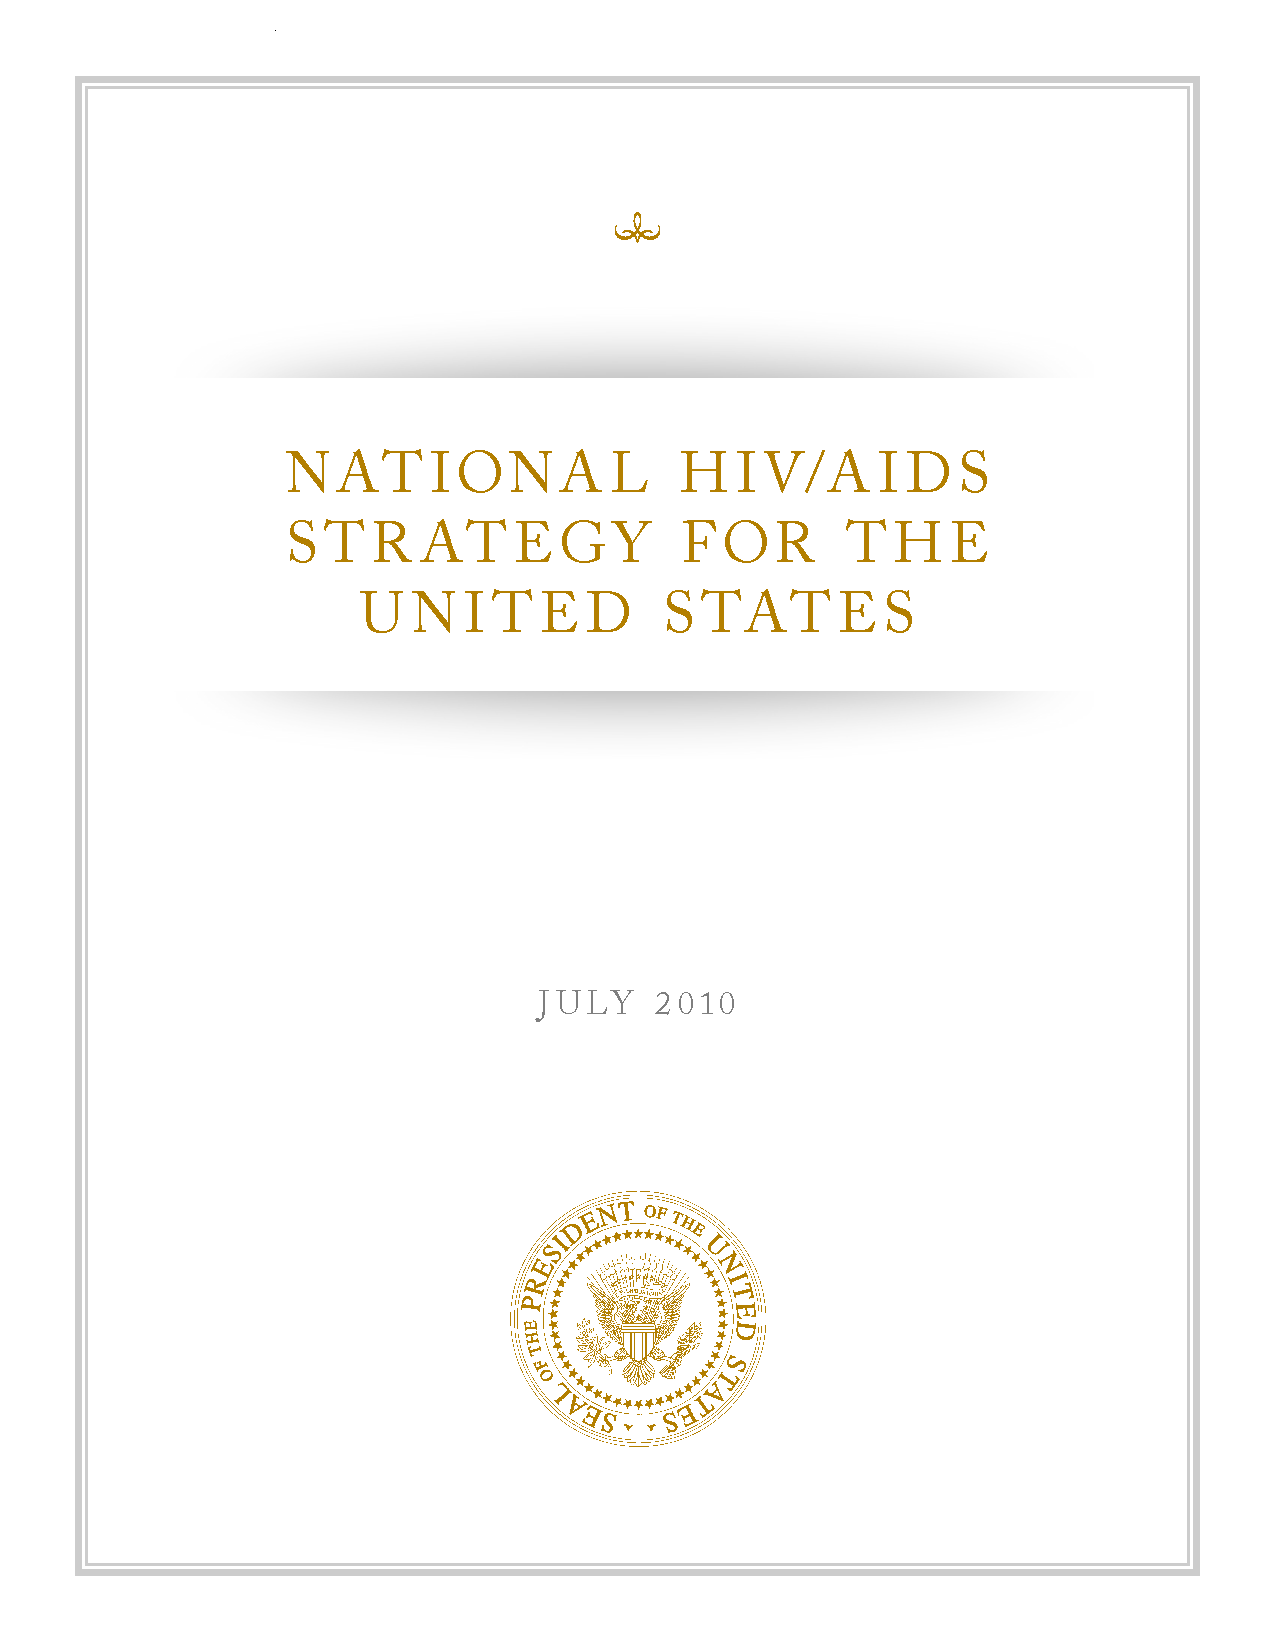 NATIONAL HIV/AIDS
STRATEGY FOR THE
UNITED STATES
JULY 2010
SEAL OF THE PRESIDENT OF THE UNITED STATES